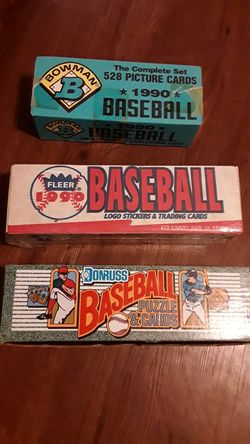 BOWMAN
B
The Complete Set
528 PICTURE CARDS
★ 1990 ★
BASEBALL
1990
BASEBALL
FLEER
1990
BASEBALL
LOGO STICKERS & TRADING CARDS
DONRUSS
BASEBALL
PUZZLE
& CARDS